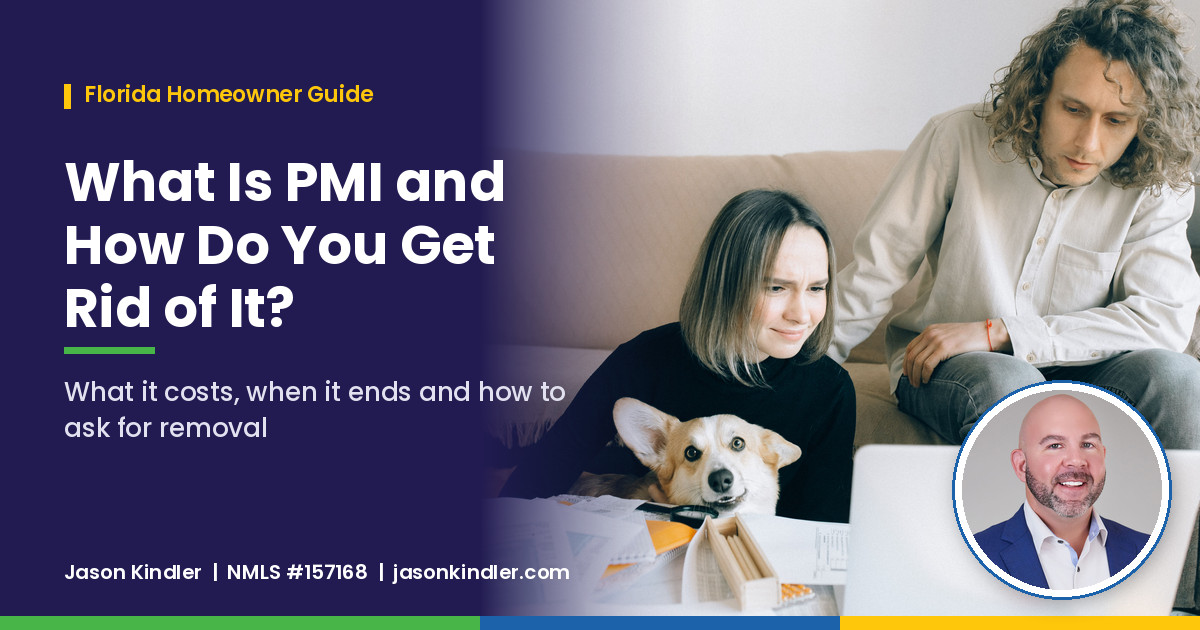 Florida Homeowner Guide
What Is PMI and
How Do You Get
Rid of It?
What it costs, when it ends and how to
ask for removal
Jason Kindler | NMLS #157168 | jasonkindler.com